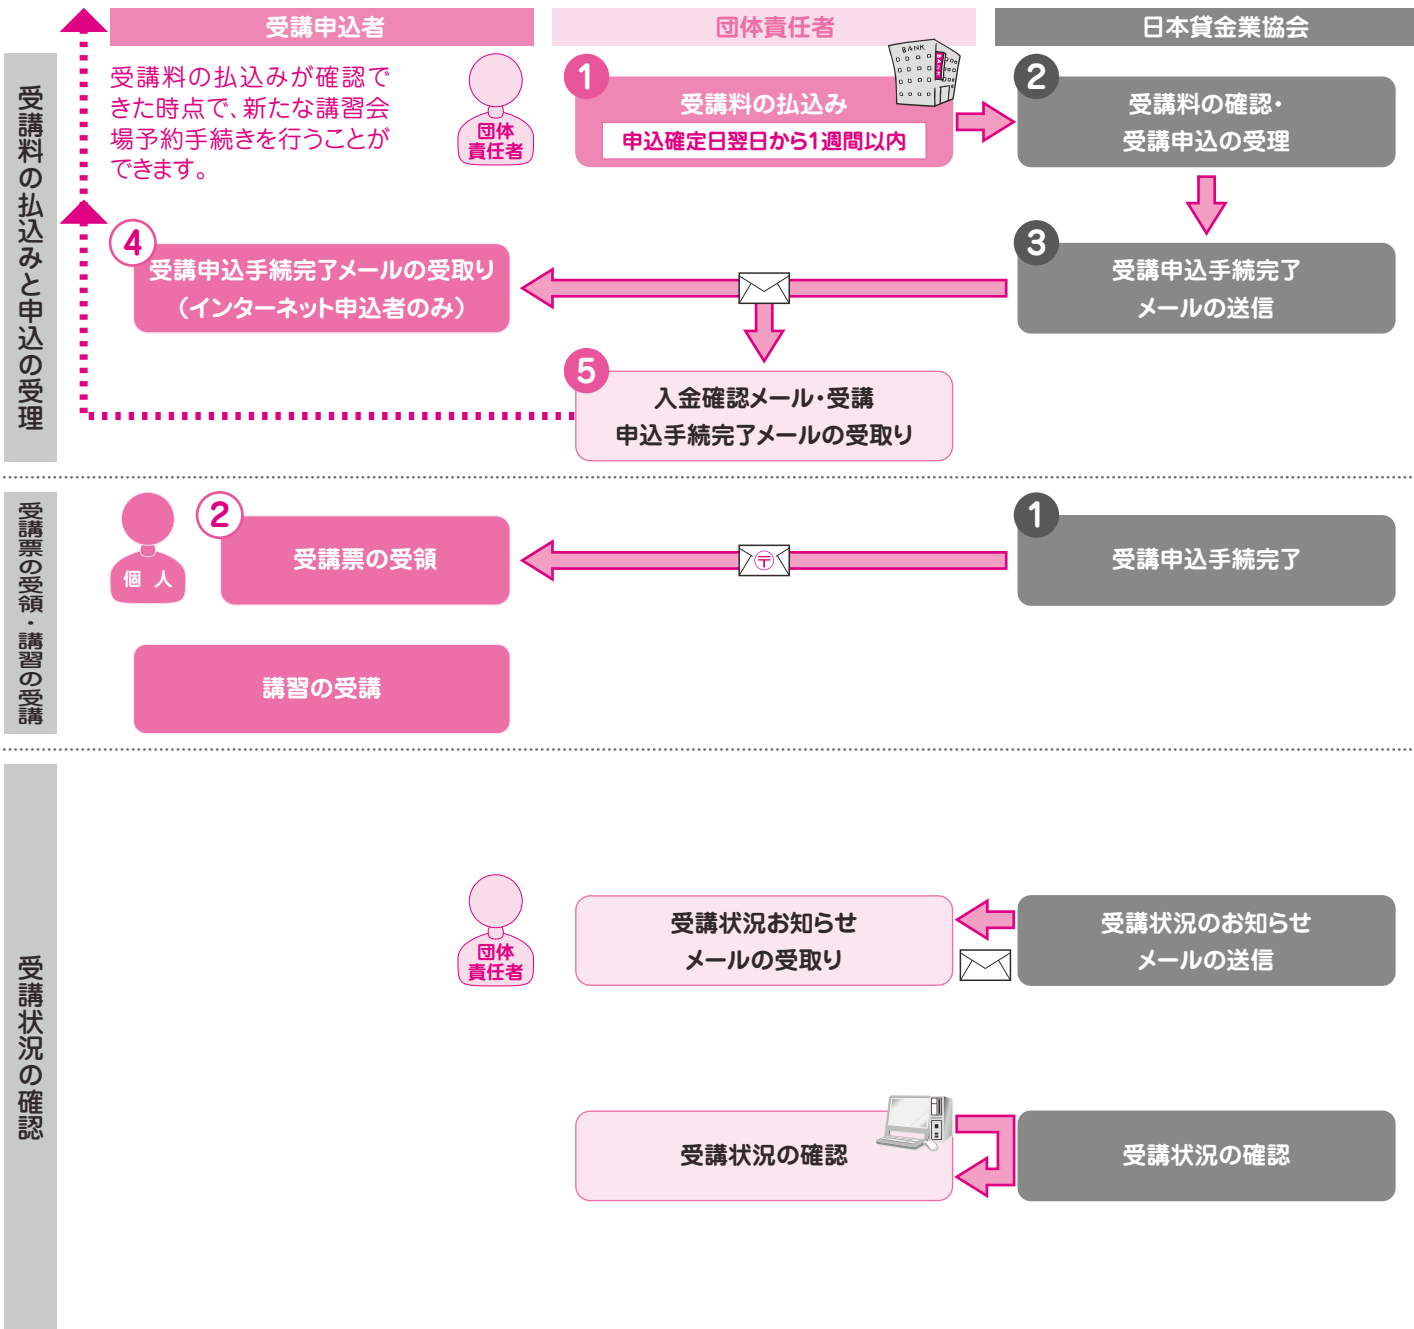 受講申込者
団体責任者
日本貸金業協会
受講料の払込みと申込の受理
受講料の払込みが確認で
きた時点で、新たな講習会
場予約手続きを行うことが
できます。
団体
責任者
1
受講料の払込み
申込確定日翌日から1週間以内
BANK
2
受講料の確認・
受講申込の受理
3
受講申込手続完了
メールの送信
4
受講申込手続完了メールの受取り
（インターネット申込者のみ）
5
入金確認メール・受講
申込手続完了メールの受取り
受講票の受領・講習の受講
個 人
2
受講票の受領
〒
1
受講申込手続完了
講習の受講
受講状況の確認
団体
責任者
受講状況お知らせ
メールの受取り
受講状況のお知らせ
メールの送信
受講状況の確認
受講状況の確認